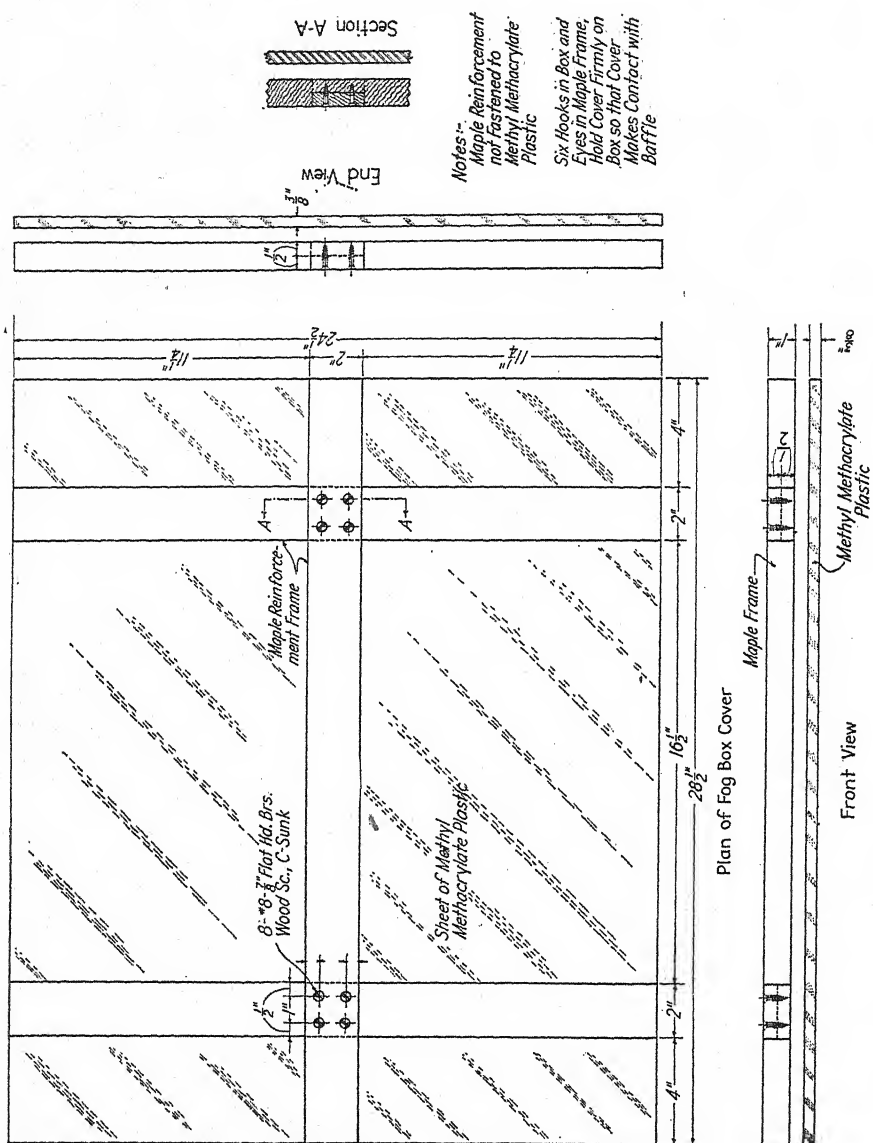 Section A-A
End View
3/8"
1/2"
Notes:-
Maple Reinforcement
not Fastened to
Methyl Methacrylate
Plastic
Six Hooks in Box and
Eyes in Maple Frame,
Hold Cover Firmly on
Box so that Cover
Makes Contact with
Baffle
24 1/2"
11 1/4"
2"
11 1/4"
A
A
Maple Reinforce-
ment Frame
8-#8-7/8" Flat Hd. Brs.
Wood Sc., C-Sunk
Sheet of Methyl
Methacrylate Plastic
1/2"
1"
4"
2"
16 1/2"
2"
4"
28 1/2"
Plan of Fog Box Cover
Maple Frame
1"
1/2
3/8"
Methyl Methacrylate
Plastic
Front View